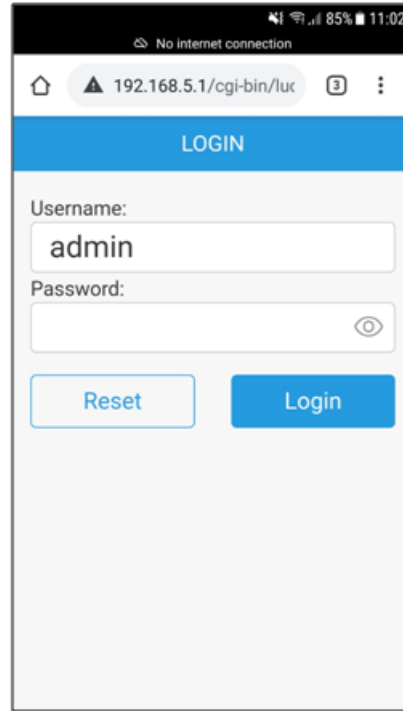 85% 11:02
No internet connection
192.168.5.1/cgi-bin/luc 3
LOGIN
Username:
admin
Password:
Reset Login